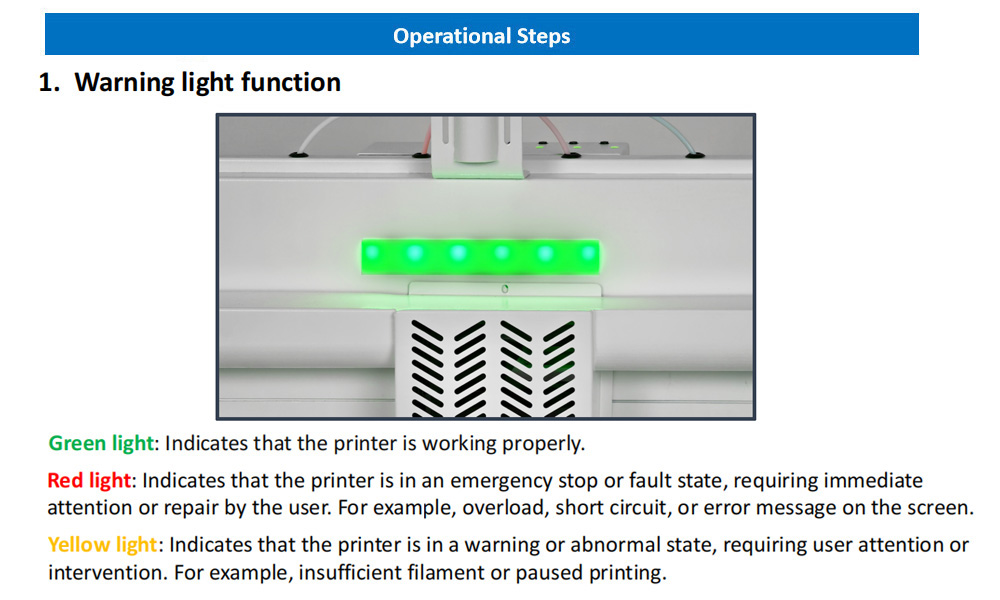 Operational Steps
1. Warning light function
Green light: Indicates that the printer is working properly.
Red light: Indicates that the printer is in an emergency stop or fault state, requiring immediate
attention or repair by the user. For example, overload, short circuit, or error message on the screen.
Yellow light: Indicates that the printer is in a warning or abnormal state, requiring user attention or
intervention. For example, insufficient filament or paused printing.